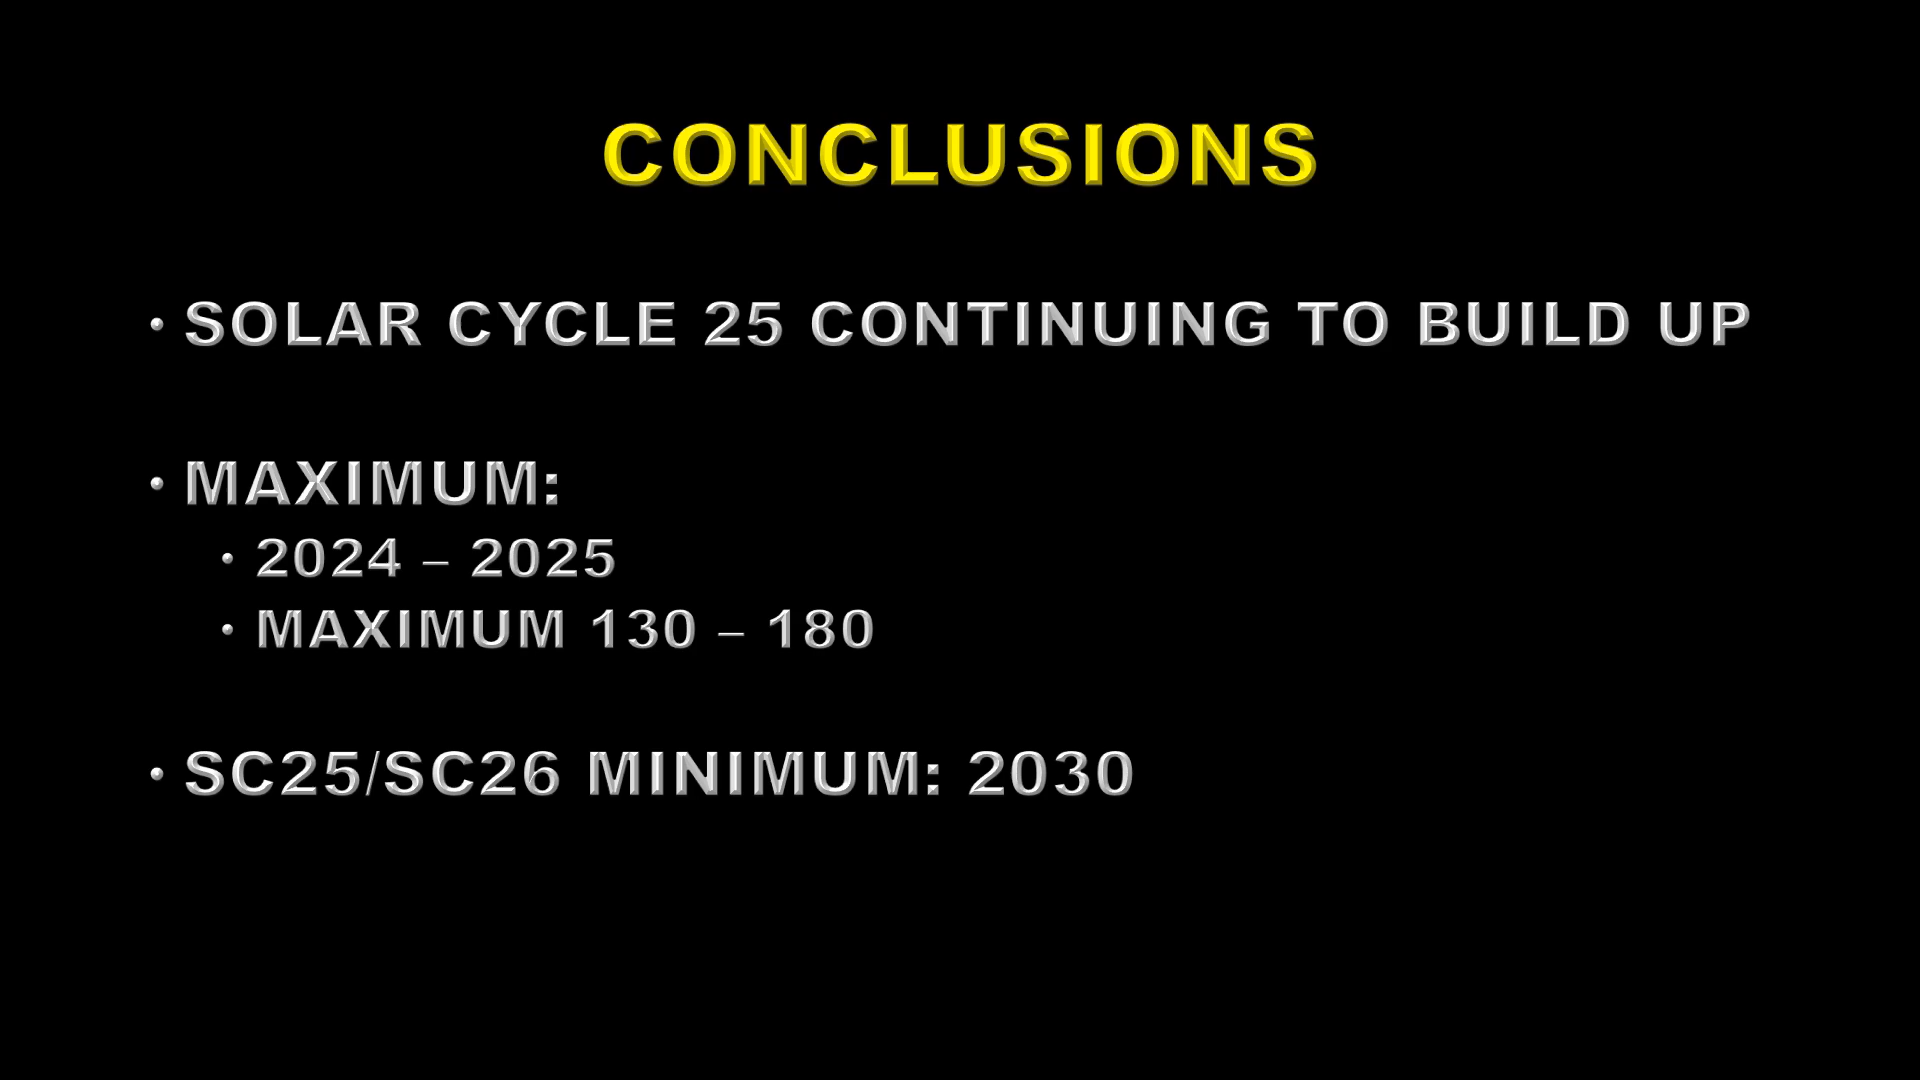 CONCLUSIONS
• SOLAR CYCLE 25 CONTINUING TO BUILD UP
• MAXIMUM:
• 2024 – 2025
• MAXIMUM 130 – 180
• SC25/SC26 MINIMUM: 2030